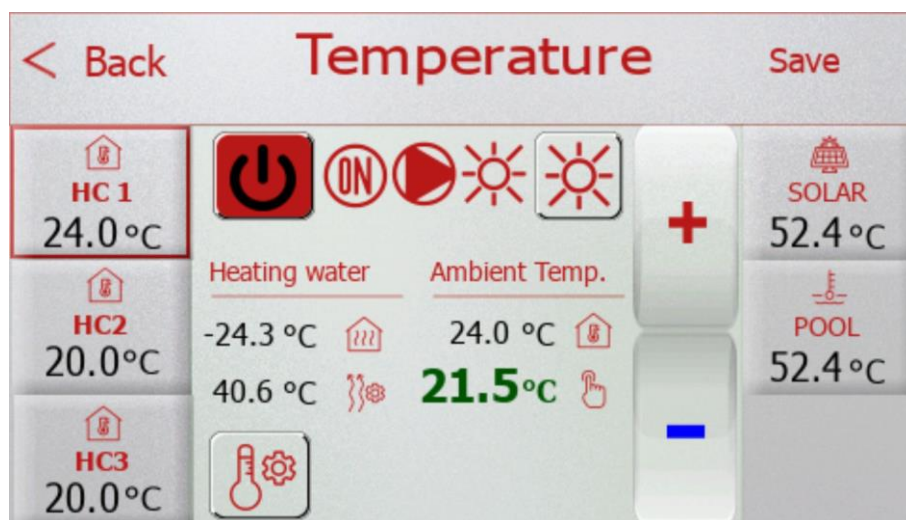 < Back
Temperature
Save
HC 1
24.0 °C
HC2
20.0°C
HC3
20.0°C
ON
Heating water
-24.3 °C
40.6 °C
Ambient Temp.
24.0 °C
21.5°C
+
-
SOLAR
52.4 °C
POOL
52.4 °C